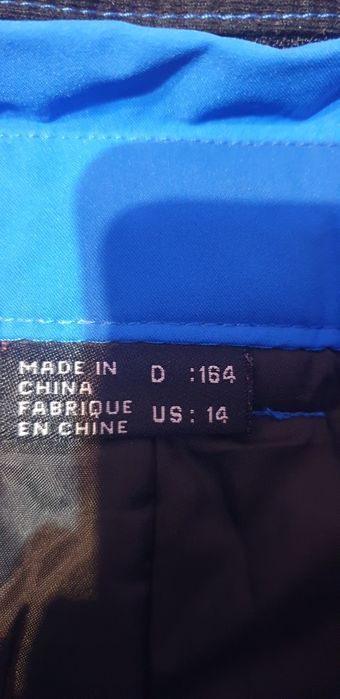 MADE IN
CHINA
FABRIQUE
EN CHINE
D :164
US: 14